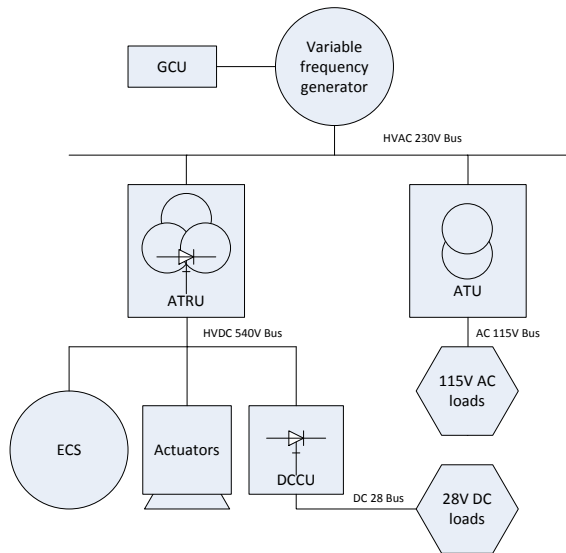 Variable
frequency
generator
GCU
HVAC 230V Bus
ATRU
ATU
HVDC 540V Bus
AC 115V Bus
ECS
Actuators
DCCU
115V AC
loads
DC 28 Bus
28V DC
loads